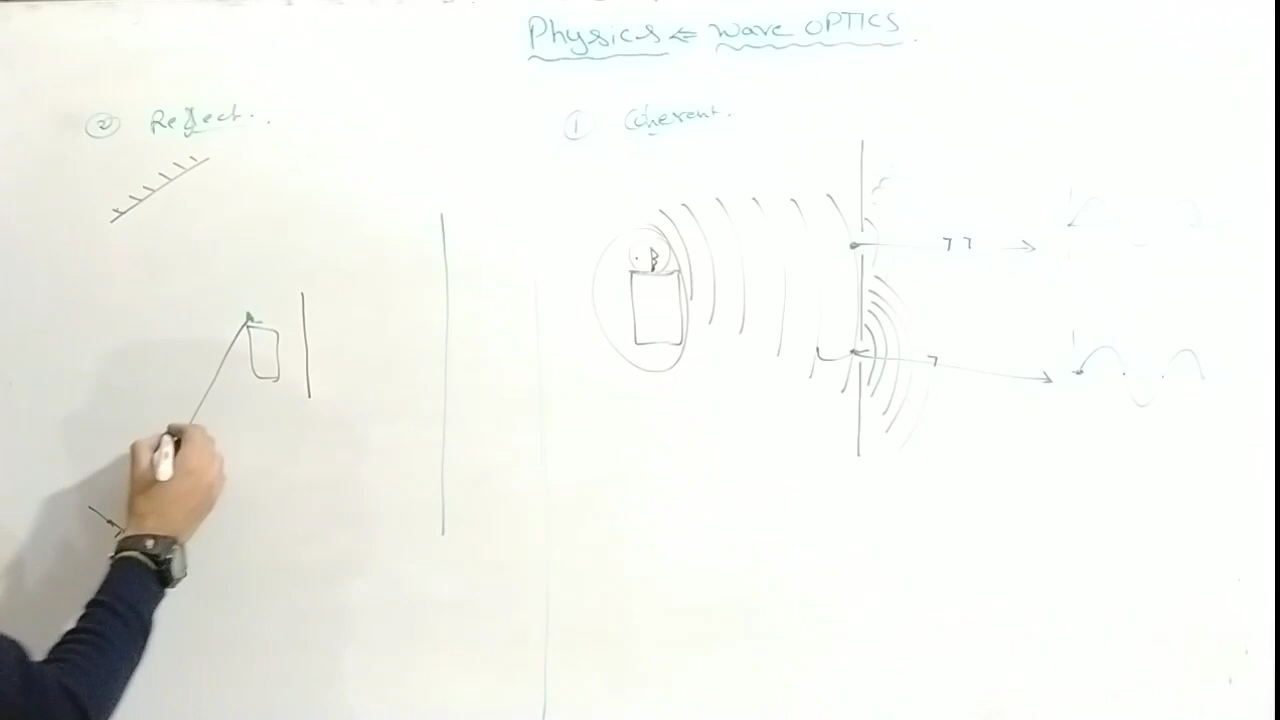 Physics ⇐ Wave OPTICS
② Reflect..
① Coherent.